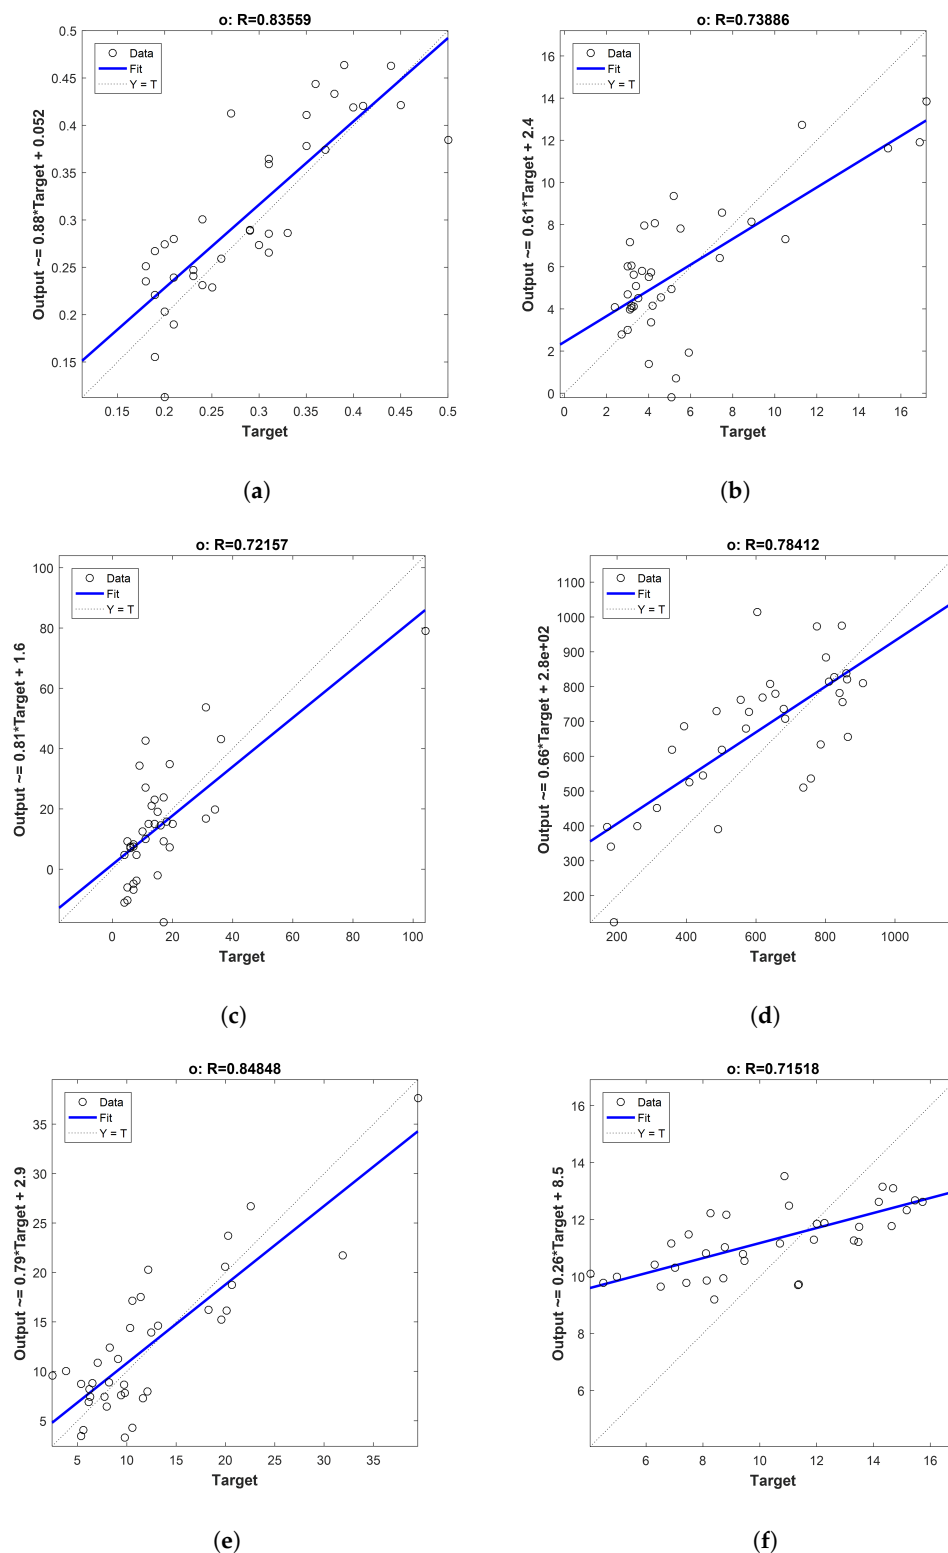 o: R=0.83559
Output ~= 0.88*Target + 0.052
Data
Fit
Y = T
0.5
0.45
0.4
0.35
0.3
0.25
0.2
0.15
0.15 0.2 0.25 0.3 0.35 0.4 0.45 0.5
Target
(a)
o: R=0.73886
Output ~= 0.61*Target + 2.4
Data
Fit
Y = T
16
14
12
10
8
6
4
2
0
0 2 4 6 8 10 12 14 16
Target
(b)
o: R=0.72157
Output ~= 0.81*Target + 1.6
Data
Fit
Y = T
100
80
60
40
20
0
0 20 40 60 80 100
Target
(c)
o: R=0.78412
Output ~= 0.66*Target + 2.8e+02
Data
Fit
Y = T
1100
1000
900
800
700
600
500
400
300
200
200 400 600 800 1000
Target
(d)
o: R=0.84848
Output ~= 0.79*Target + 2.9
Data
Fit
Y = T
35
30
25
20
15
10
5
5 10 15 20 25 30 35
Target
(e)
o: R=0.71518
Output ~= 0.26*Target + 8.5
Data
Fit
Y = T
16
14
12
10
8
6
4 6 8 10 12 14 16
Target
(f)